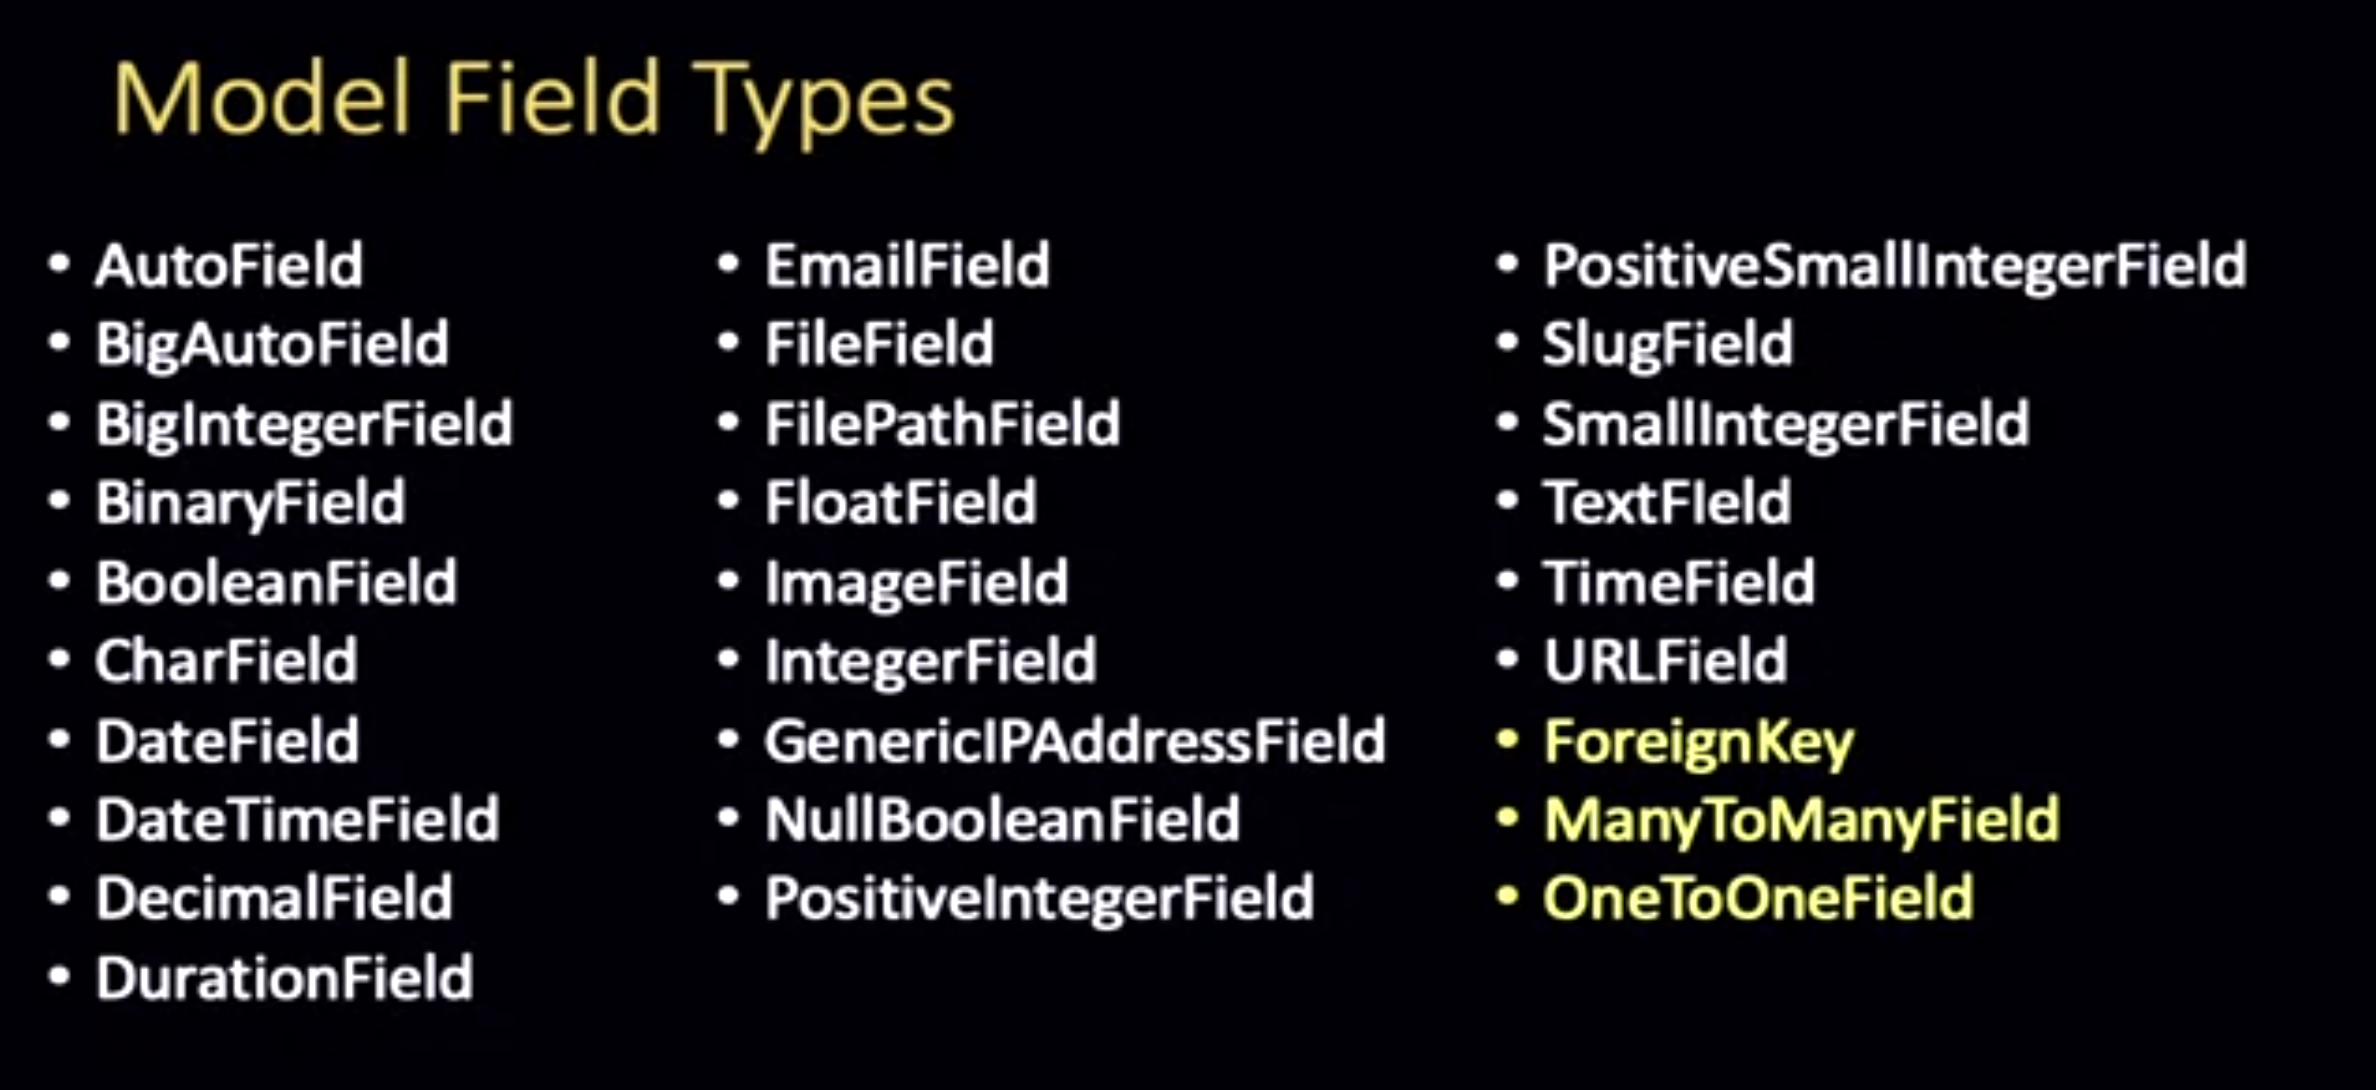 Model Field Types
• AutoField
• BigAutoField
• BigIntegerField
• BinaryField
• BooleanField
• CharField
• DateField
• DateTimeField
• DecimalField
• DurationField
• EmailField
• FileField
• FilePathField
• FloatField
• ImageField
• IntegerField
• GenericIPAddressField
• NullBooleanField
• PositiveIntegerField
• PositiveSmallIntegerField
• SlugField
• SmallIntegerField
• TextFIeld
• TimeField
• URLField
• ForeignKey
• ManyToManyField
• OneToOneField